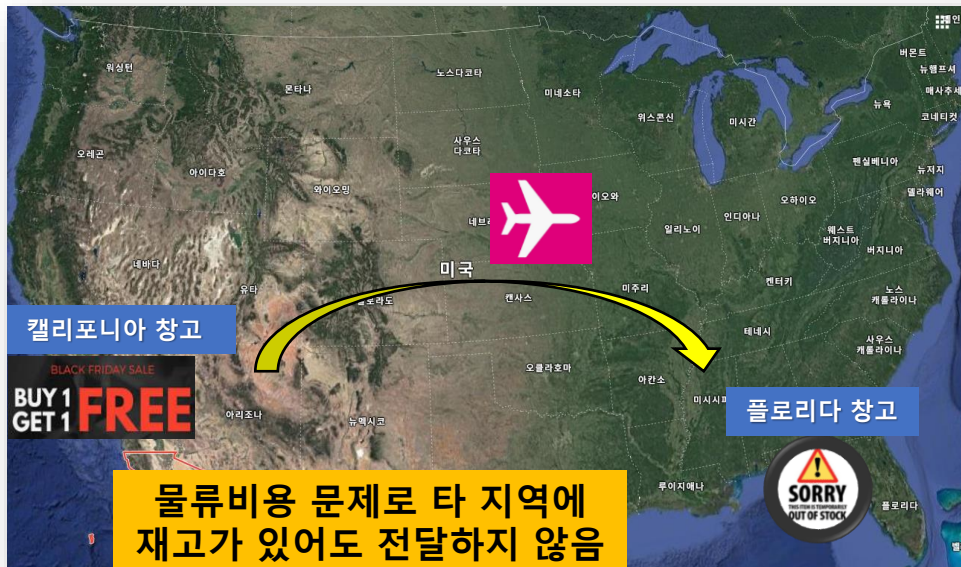 워싱턴
몬타나
노스다코타
미네소타
위스콘신
미시간
버몬트
뉴햄프셔
매사추세
뉴욕
코네티컷
오레곤
아이다호
사우스
다코타
와이오밍
펜실베니아
뉴저지
델라웨어
네브
아이오와
일리노이
인디아나
오하이오
웨스트
버지니아
버지니아
네바다
유타
미국
콜로라도
캔사스
미주리
켄터키
노스
캐롤라이나
테네시
사우스
캐롤라이나
캘리포니아 창고
BLACK FRIDAY SALE
BUY 1
GET 1
FREE
아리조나
뉴멕시코
오클라호마
아칸소
미시시피
플로리다 창고
루이지애나
플로리다
SORRY
THIS ITEM IS TEMPORARILY
OUT OF STOCK
물류비용 문제로 타 지역에
재고가 있어도 전달하지 않음